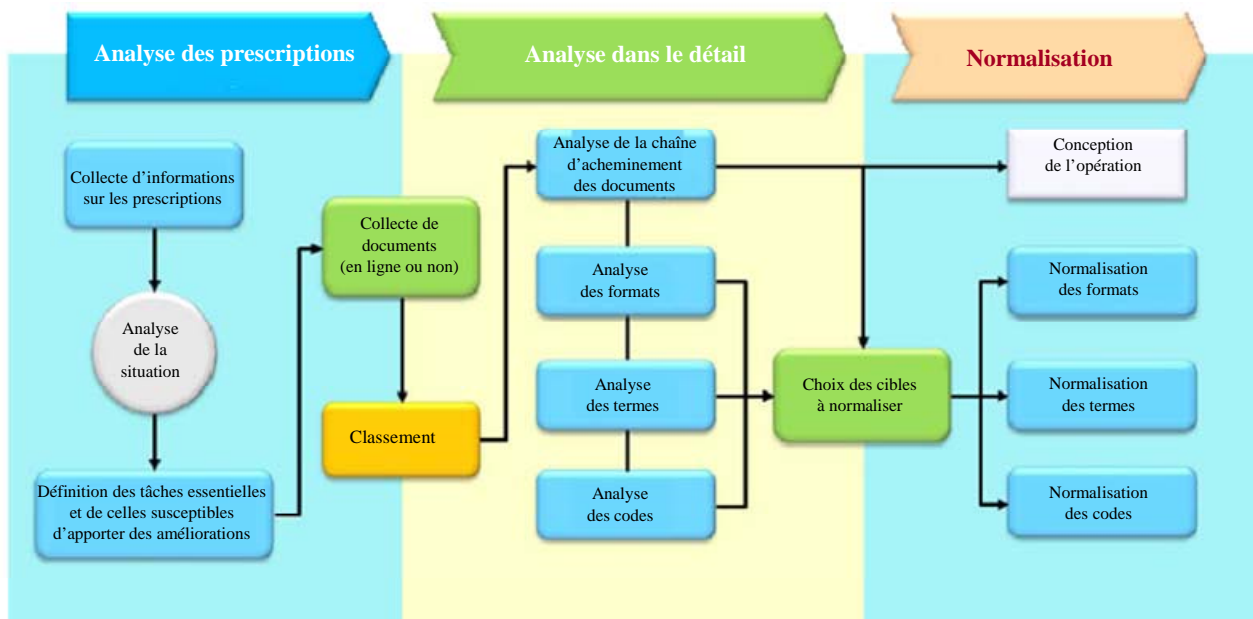 Analyse des prescriptions
Analyse dans le détail
Normalisation
Collecte d’informations
sur les prescriptions
Analyse
de la
situation
Définition des tâches essentielles
et de celles susceptibles
d’apporter des améliorations
Collecte de
documents
(en ligne ou non)
Classement
Analyse de la chaîne
d’acheminement
des documents
Analyse
des formats
Analyse
des termes
Analyse
des codes
Choix des cibles
à normaliser
Conception
de l’opération
Normalisation
des formats
Normalisation
des termes
Normalisation
des codes